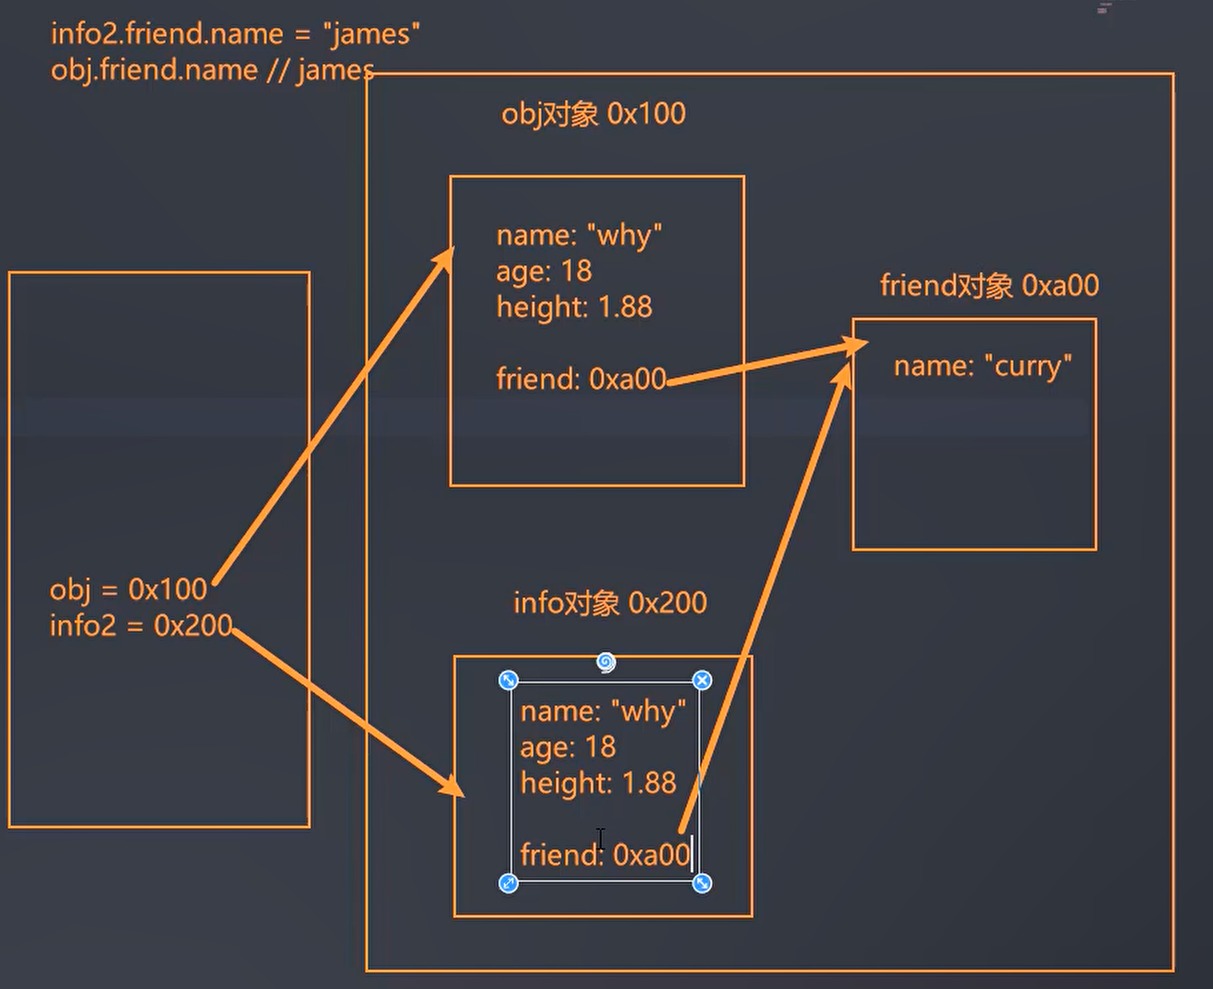 info2.friend.name = "james"
obj.friend.name // james
obj对象 0x100
name: "why"
age: 18
height: 1.88
friend: 0xa00
friend对象 0xa00
name: "curry"
obj = 0x100
info2 = 0x200
info对象 0x200
name: "why"
age: 18
height: 1.88
friend: 0xa00